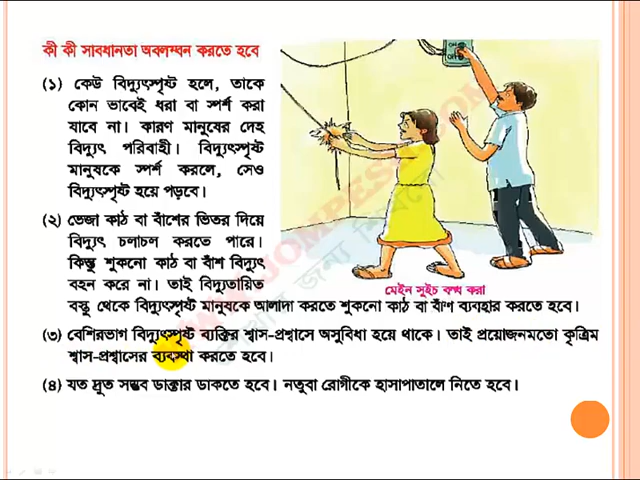 কী কী সাবধানতা অবলম্বন করতে হবে
(১) কেউ বিদ্যুৎস্পৃষ্ট হলে, তাকে
কোন ভাবেই ধরা বা স্পর্শ করা
যাবে না। কারণ মানুষের দেহ
বিদ্যুৎ পরিবাহী। বিদ্যুৎস্পৃষ্ট
মানুষকে স্পর্শ করলে, সেও
বিদ্যুৎস্পৃষ্ট হয়ে পড়বে।
(২) ভেজা কাঠ বা বাঁশের ভিতর দিয়ে
বিদ্যুৎ চলাচল করতে পারে।
কিন্তু শুকনো কাঠ বা বাঁশ বিদ্যুৎ
বহন করে না। তাই বিদ্যুতায়িত
মেইন সুইচ বন্ধ করা
বস্তু থেকে বিদ্যুৎস্পৃষ্ট মানুষকে আলাদা করতে শুকনো কাঠ বা বাঁশ ব্যবহার করতে হবে।
(৩) বেশিরভাগ বিদ্যুৎস্পৃষ্ট ব্যক্তির শ্বাস-প্রশ্বাসে অসুবিধা হয়ে থাকে। তাই প্রয়োজনমতো কৃত্রিম
শ্বাস-প্রশ্বাসের ব্যবস্থা করতে হবে।
(৪) যত দ্রুত সম্ভব ডাক্তার ডাকতে হবে। নতুবা রোগীকে হাসাপাতালে নিতে হবে।